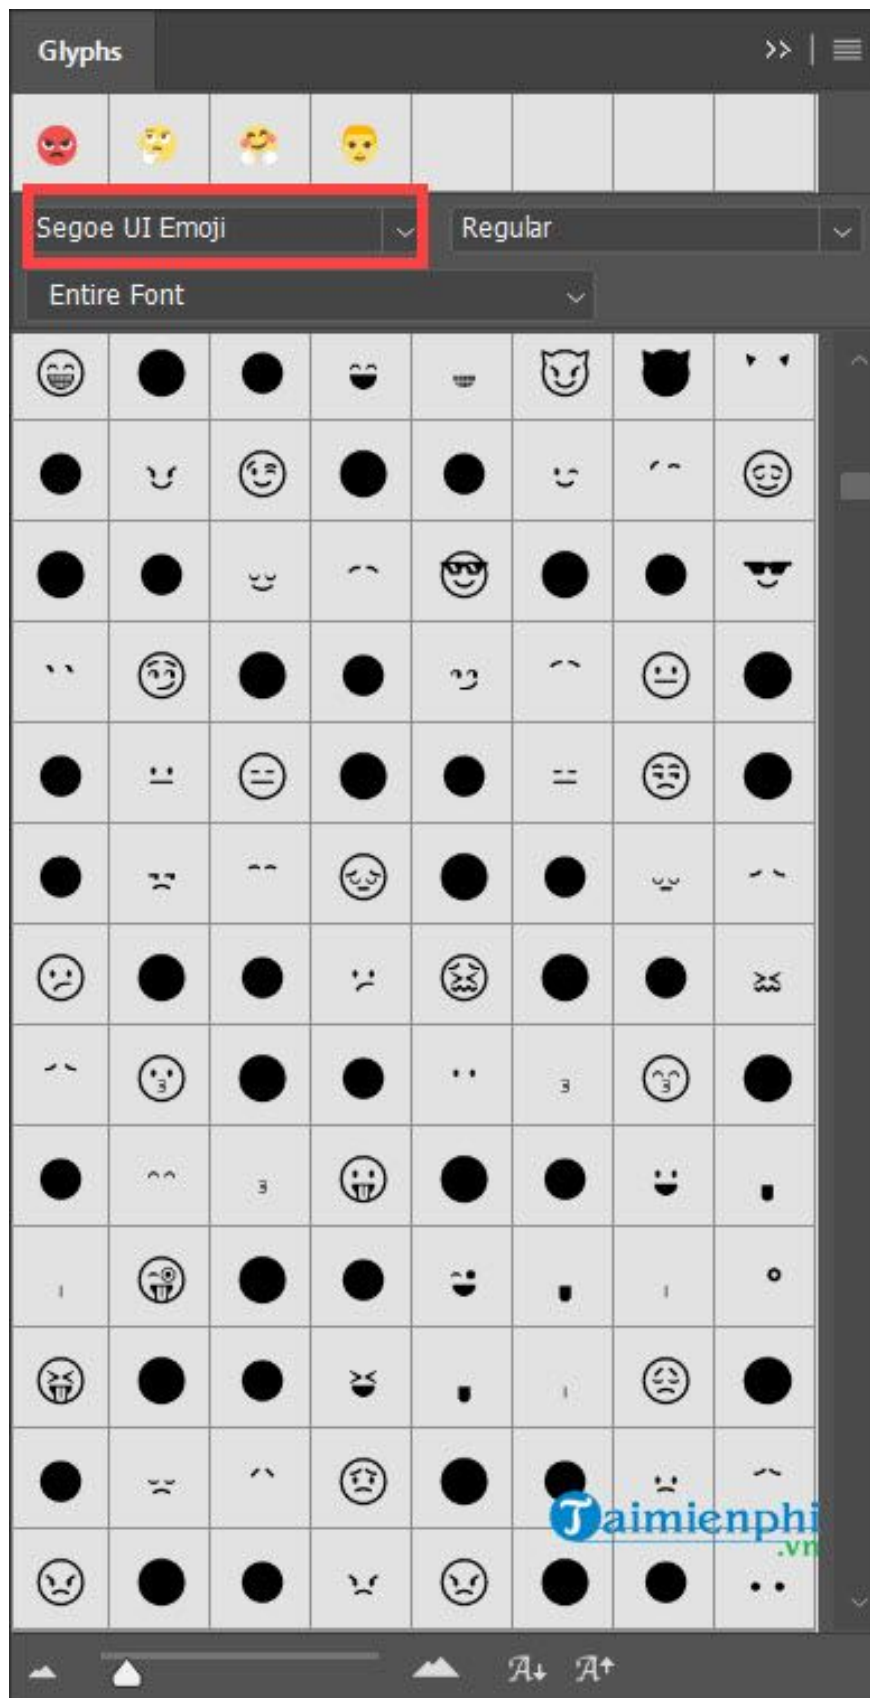 Glyphs
Segoe UI Emoji
Regular
Entire Font
Taimienphi
.vn